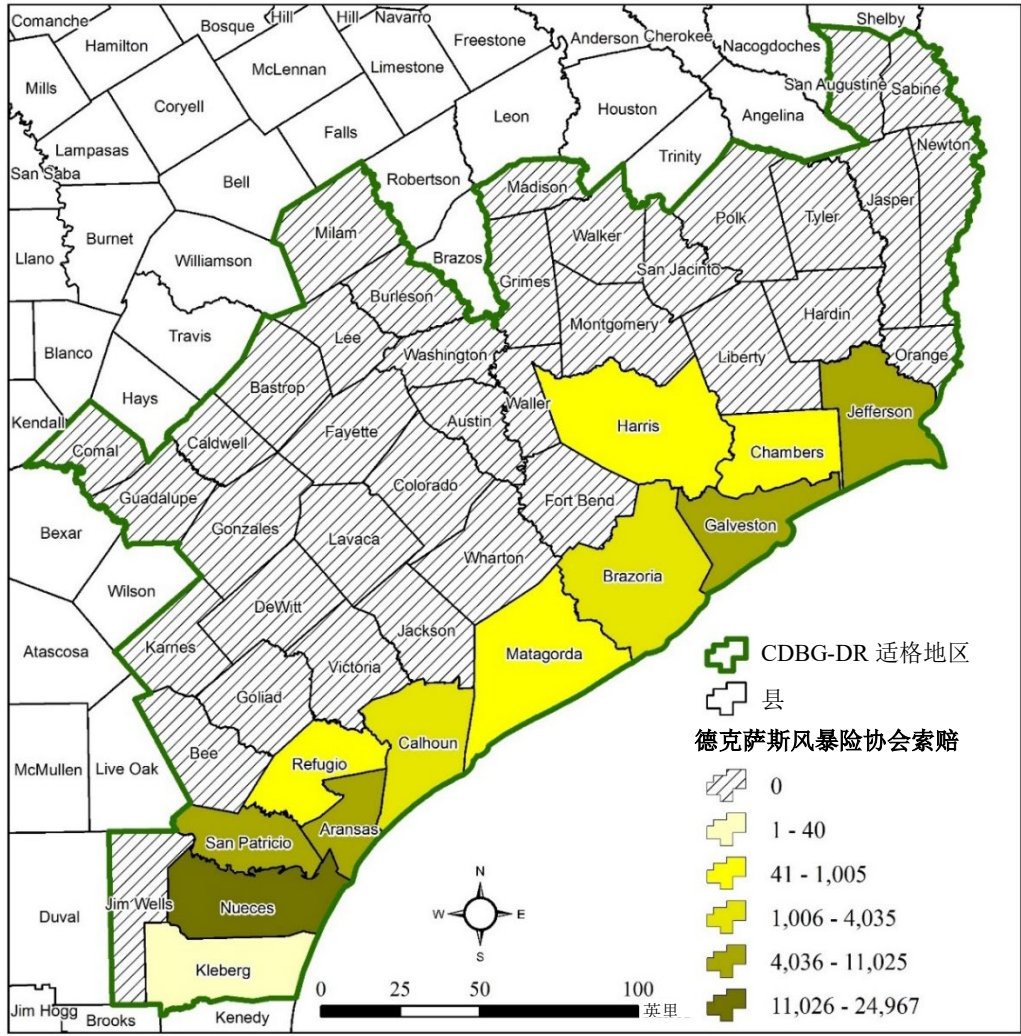 Comanche
Bosque
Hill
Hill
Navarro
Freestone
Anderson
Cherokee
Nacogdoches
Shelby
Hamilton
McLennan
Limestone
San Augustine
Sabine
Mills
Coryell
Falls
Leon
Houston
Angelina
Lampasas
San Saba
Bell
Robertson
Trinity
Newton
Madison
Jasper
Burnet
Milam
Walker
Polk
Tyler
Llano
Williamson
Brazos
Grimes
San Jacinto
Burleson
Hardin
Travis
Lee
Montgomery
Liberty
Blanco
Washington
Orange
Bastrop
Hays
Waller
Austin
Jefferson
Kendall
Caldwell
Fayette
Harris
Comal
Chambers
Guadalupe
Colorado
Fort Bend
Bexar
Gonzales
Lavaca
Galveston
Wharton
Brazoria
Wilson
DeWitt
Karnes
Jackson
Atascosa
Victoria
Matagorda
Goliad
Bee
Calhoun
McMullen
Live Oak
Refugio
San Patricio
Aransas
Duval
Jim Wells
Nueces
Kleberg
Jim Hogg
Brooks
Kenedy
CDBG-DR 适格地区
县
德克萨斯风暴险协会索赔
0
1 - 40
41 - 1,005
1,006 - 4,035
4,036 - 11,025
11,026 - 24,967
N
W
E
S
0 25 50 100 英里